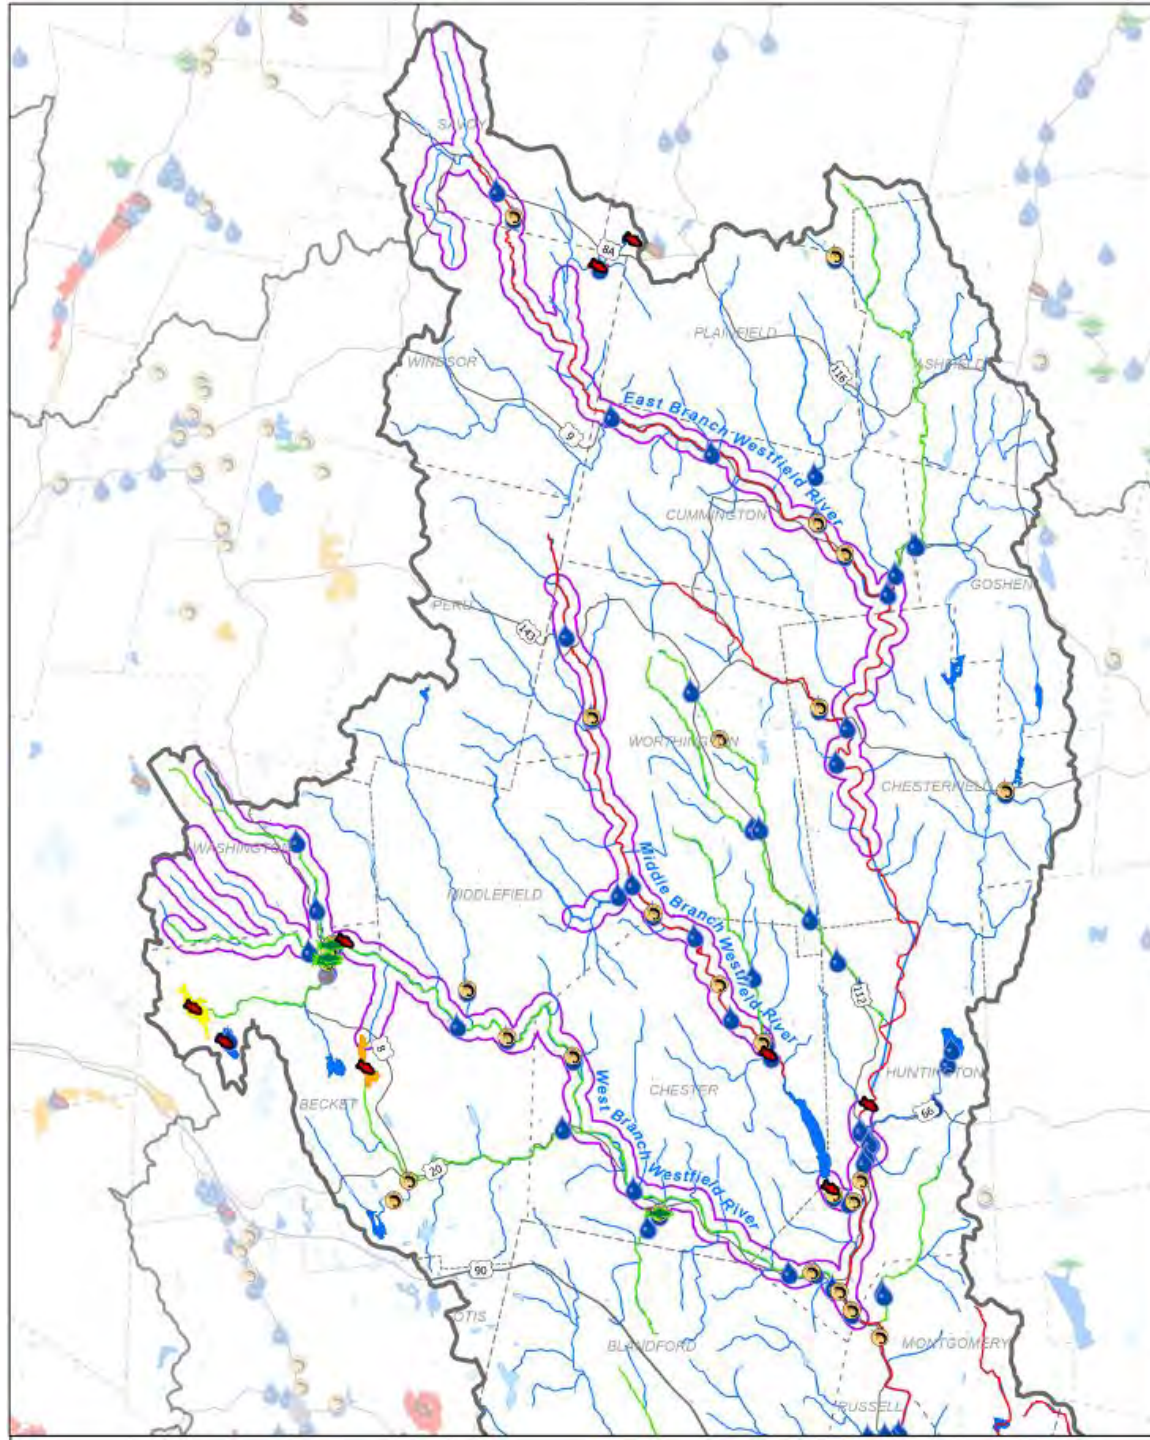 SAVOY
8A
PLAINFIELD
ASHFIELD
WINDSOR
116
East Branch Westfield River
9
CUMMINGTON
GOSHEN
PERU
143
WORTHINGTON
CHESTERFIELD
WASHINGTON
Middle Branch Westfield River
MIDDLEFIELD
112
8
HUNTINGTON
CHESTER
BECKET
66
West Branch Westfield River
20
90
OTIS
BLANDFORD
MONTGOMERY
RUSSELL